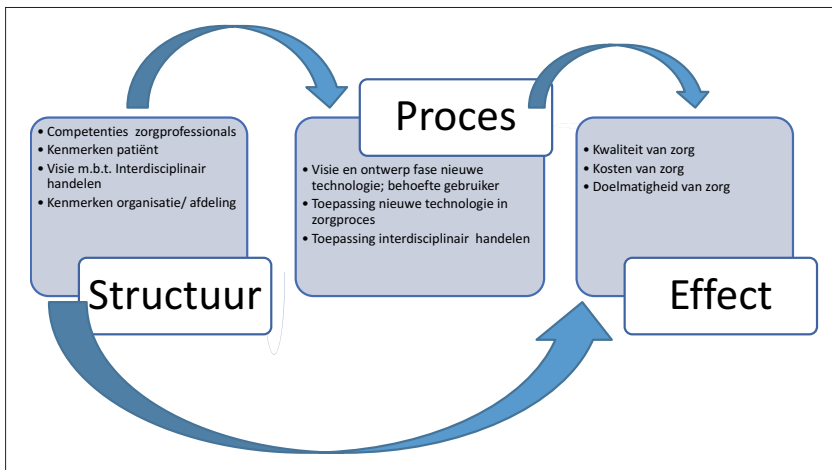 • Competenties zorgprofessionals
• Kenmerken patiënt
• Visie m.b.t. Interdisciplinair
handelen
• Kenmerken organisatie/ afdeling
Structuur
Proces
• Visie en ontwerp fase nieuwe
technologie; behoefte gebruiker
• Toepassing nieuwe technologie in
zorgproces
• Toepassing interdisciplinair handelen
• Kwaliteit van zorg
• Kosten van zorg
• Doelmatigheid van zorg
Effect